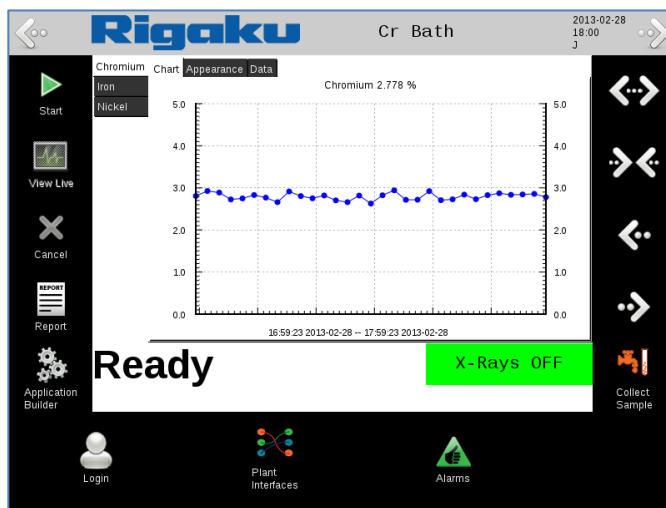 Rigaku
Cr Bath
2013-02-28
18:00
J
Start
View Live
Cancel
REPORT
Report
Application
Builder
Chromium
Iron
Nickel
Chart
Appearance
Data
Chromium 2.778 %
5.0
4.0
3.0
2.0
1.0
0.0
5.0
4.0
3.0
2.0
1.0
0.0
16:59:23 2013-02-28 -- 17:59:23 2013-02-28
Ready
X-Rays OFF
Collect
Sample
Login
Plant
Interfaces
Alarms